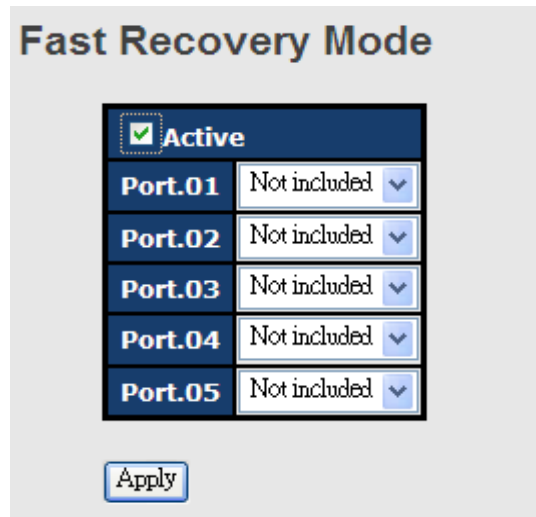 Fast Recovery Mode
Active
Port.01 Not included
Port.02 Not included
Port.03 Not included
Port.04 Not included
Port.05 Not included
Apply